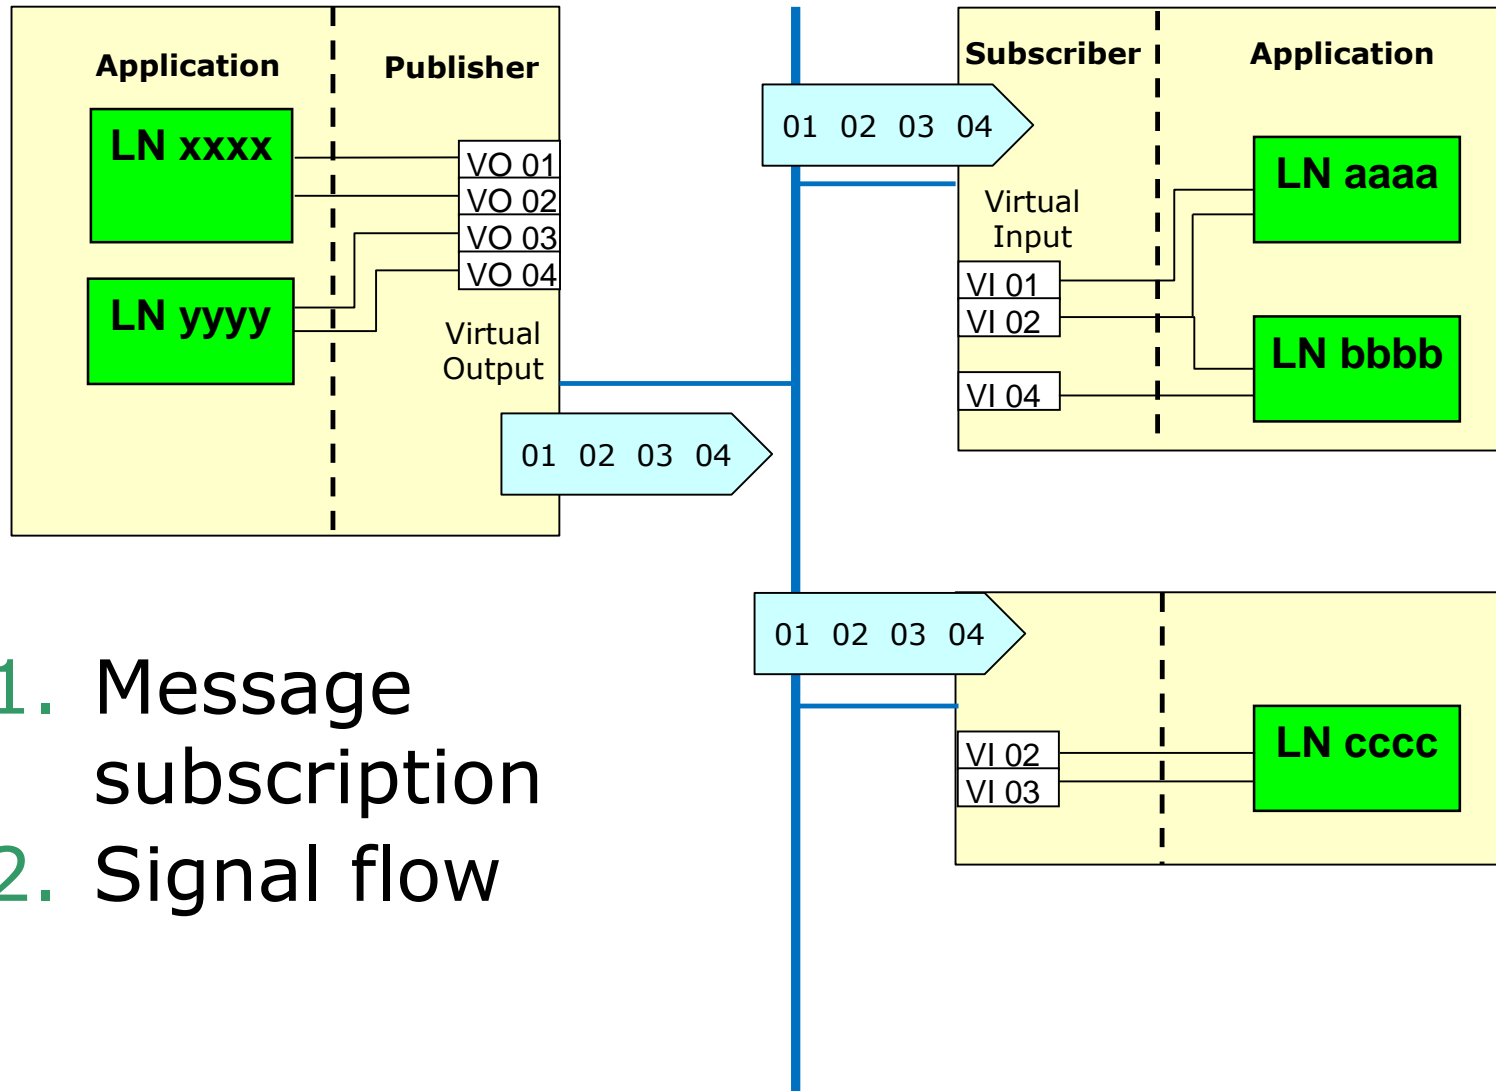 Application
Publisher
LN xxxx
VO 01
VO 02
VO 03
VO 04
LN yyyy
Virtual
Output
01 02 03 04
Subscriber
Application
01 02 03 04
Virtual
Input
VI 01
VI 02
VI 04
LN aaaa
LN bbbb
01 02 03 04
VI 02
VI 03
LN cccc
1. Message
subscription
2. Signal flow